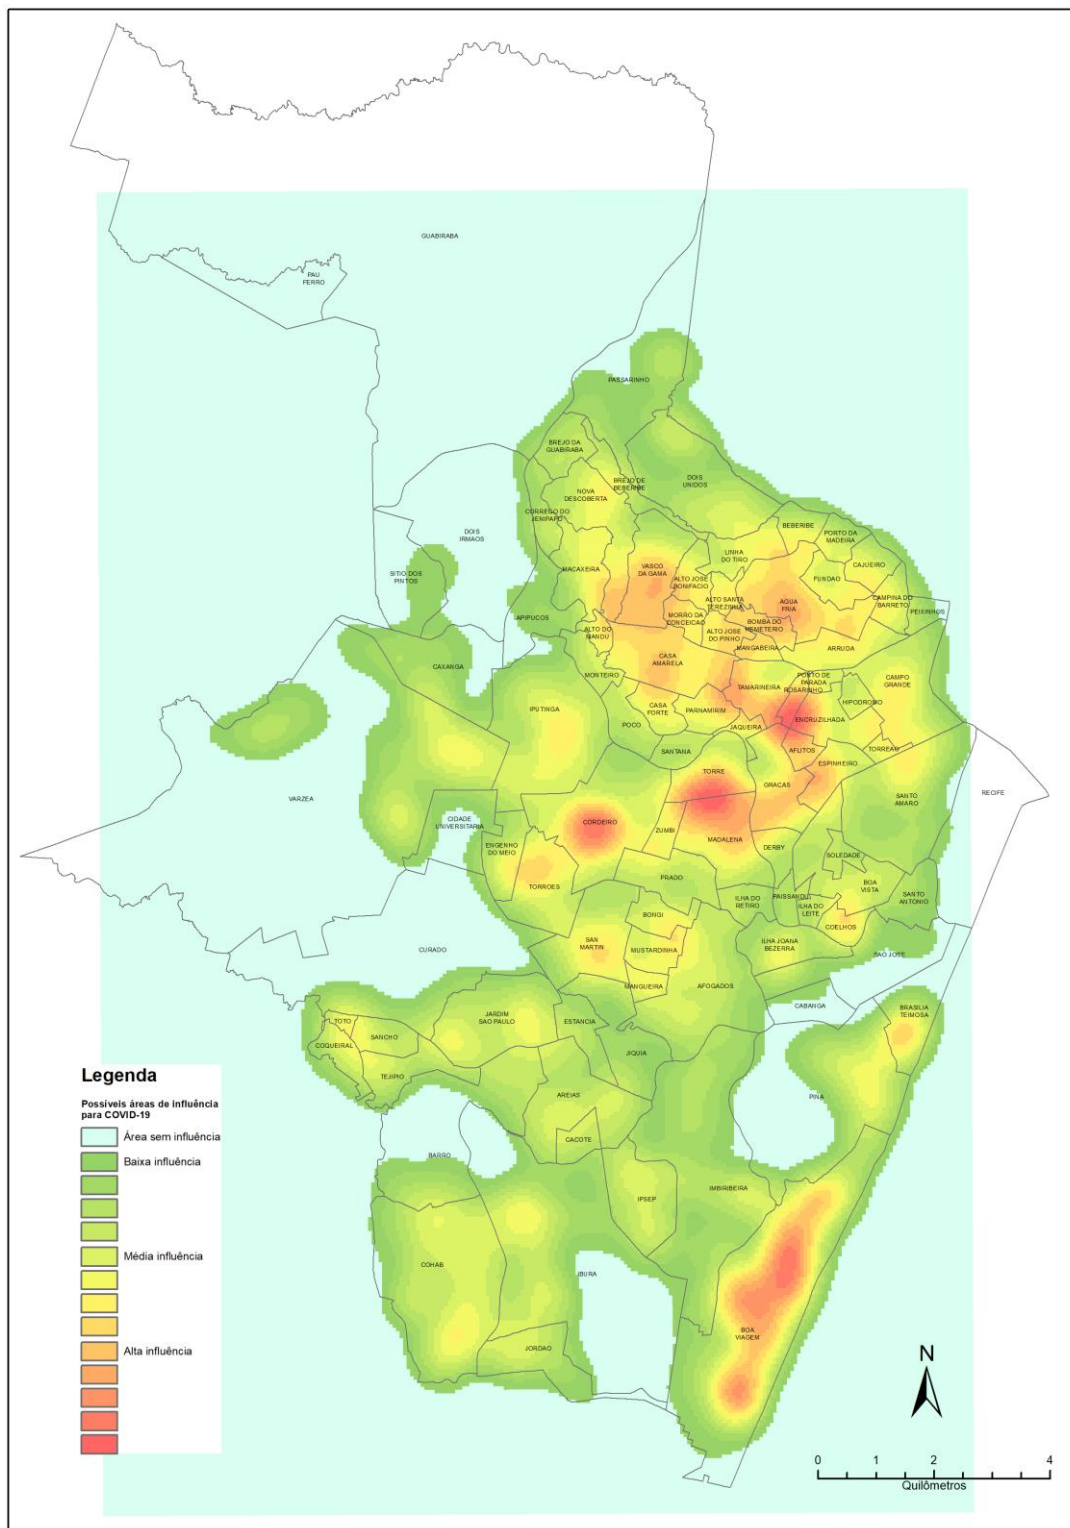 GUABIRABA
PAU
FERRO
PASSARINHO
BREJO DA
GUABIRABA
BREJO DE
BEBERIBE
DOIS
UNIDOS
NOVA
DESCOBERTA
CORREGO DO
JENIPAPO
BEBERIBE
PORTO DA
MADEIRA
DOIS
IRMAOS
LINHA
DO TIRO
CAJUEIRO
MACAXEIRA
VASCO
DA GAMA
ALTO JOSE
BONIFACIO
FUNDAO
SITIO DOS
PINTOS
ALTO SANTA
TEREZINHA
AGUA
FRIA
CAMPINA DO
BARRETO
PEIXINHOS
APIPUCOS
MORRO DA
CONCEICAO
BOMBA DO
HEMETERIO
ALTO DO
MANDU
ALTO JOSE
DO PINHO
MANGABEIRA
ARRUDA
CASA
AMARELA
CAXANGA
MONTEIRO
PONTO DE
PARADA
ROSARINHO
CAMPO
GRANDE
TAMARINEIRA
HIPODROMO
IPUTINGA
CASA
FORTE
PARNAMIRIM
ENCRUZILHADA
POCO
JAQUEIRA
SANTANA
AFLITOS
TORREAO
ESPINHEIRO
TORRE
GRACAS
VARZEA
SANTO
AMARO
RECIFE
CIDADE
UNIVERSITARIA
CORDEIRO
ZUMBI
MADALENA
ENGENHO
DO MEIO
DERBY
SOLEDADE
TORROES
PRADO
BOA
VISTA
ILHA DO
RETIRO
PAISSANDU
SANTO
ANTONIO
ILHA DO
LEITE
BONGI
COELHOS
CURADO
SAN
MARTIN
MUSTARDINHA
ILHA JOANA
BEZERRA
SAO JOSE
MANGUEIRA
AFOGADOS
CABANGA
BRASILIA
TEIMOSA
JARDIM
SAO PAULO
ESTANCIA
TOTO
SANCHO
COQUEIRAL
JIQUIA
TEJIPIO
AREIAS
PINA
CACOTE
BARRO
IPSEP
IMBIRIBEIRA
COHAB
IBURA
BOA
VIAGEM
JORDAO
Legenda
Possíveis áreas de influência
para COVID-19
Área sem influência
Baixa influência
Média influência
Alta influência
N
0 1 2 4
Quilômetros